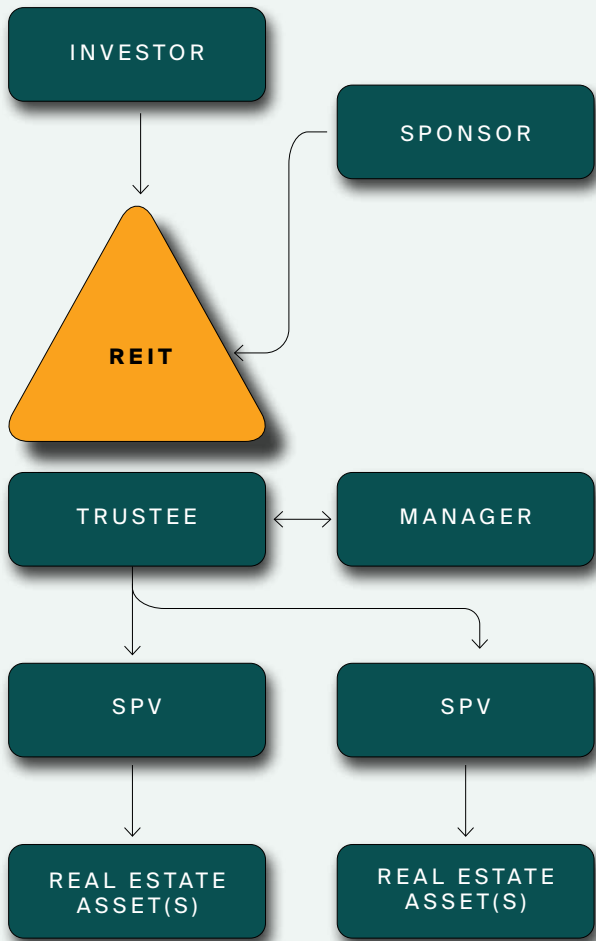 INVESTOR
SPONSOR
REIT
TRUSTEE
MANAGER
SPV
SPV
REAL ESTATE
ASSET(S)
REAL ESTATE
ASSET(S)